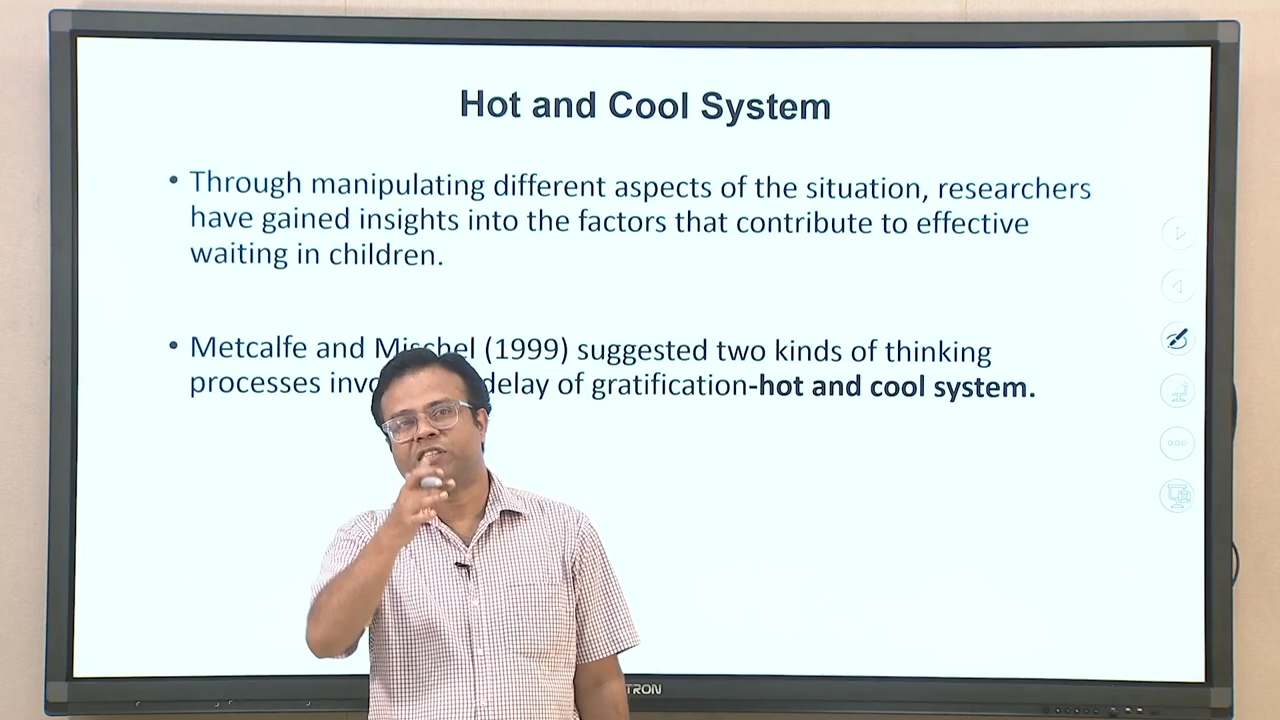 Hot and Cool System
• Through manipulating different aspects of the situation, researchers
have gained insights into the factors that contribute to effective
waiting in children.
• Metcalfe and Mischel (1999) suggested two kinds of thinking
processes delay of gratification-hot and cool system.
TRON